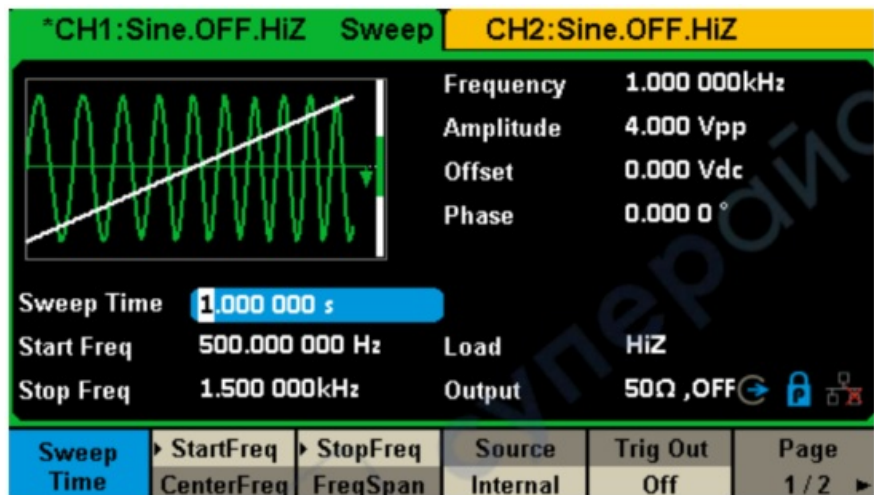 *CH1:Sine.OFF.HiZ Sweep CH2:Sine.OFF.HiZ
Frequency 1.000 000kHz
Amplitude 4.000 Vpp
Offset 0.000 Vdc
Phase 0.000 0 °
Sweep Time 1.000 000 s
Start Freq 500.000 000 Hz Load HiZ
Stop Freq 1.500 000kHz Output 50Ω ,OFF
Sweep Time StartFreq StopFreq Source Trig Out Page
CenterFreq FreqSpan Internal Off 1/2
суперайс